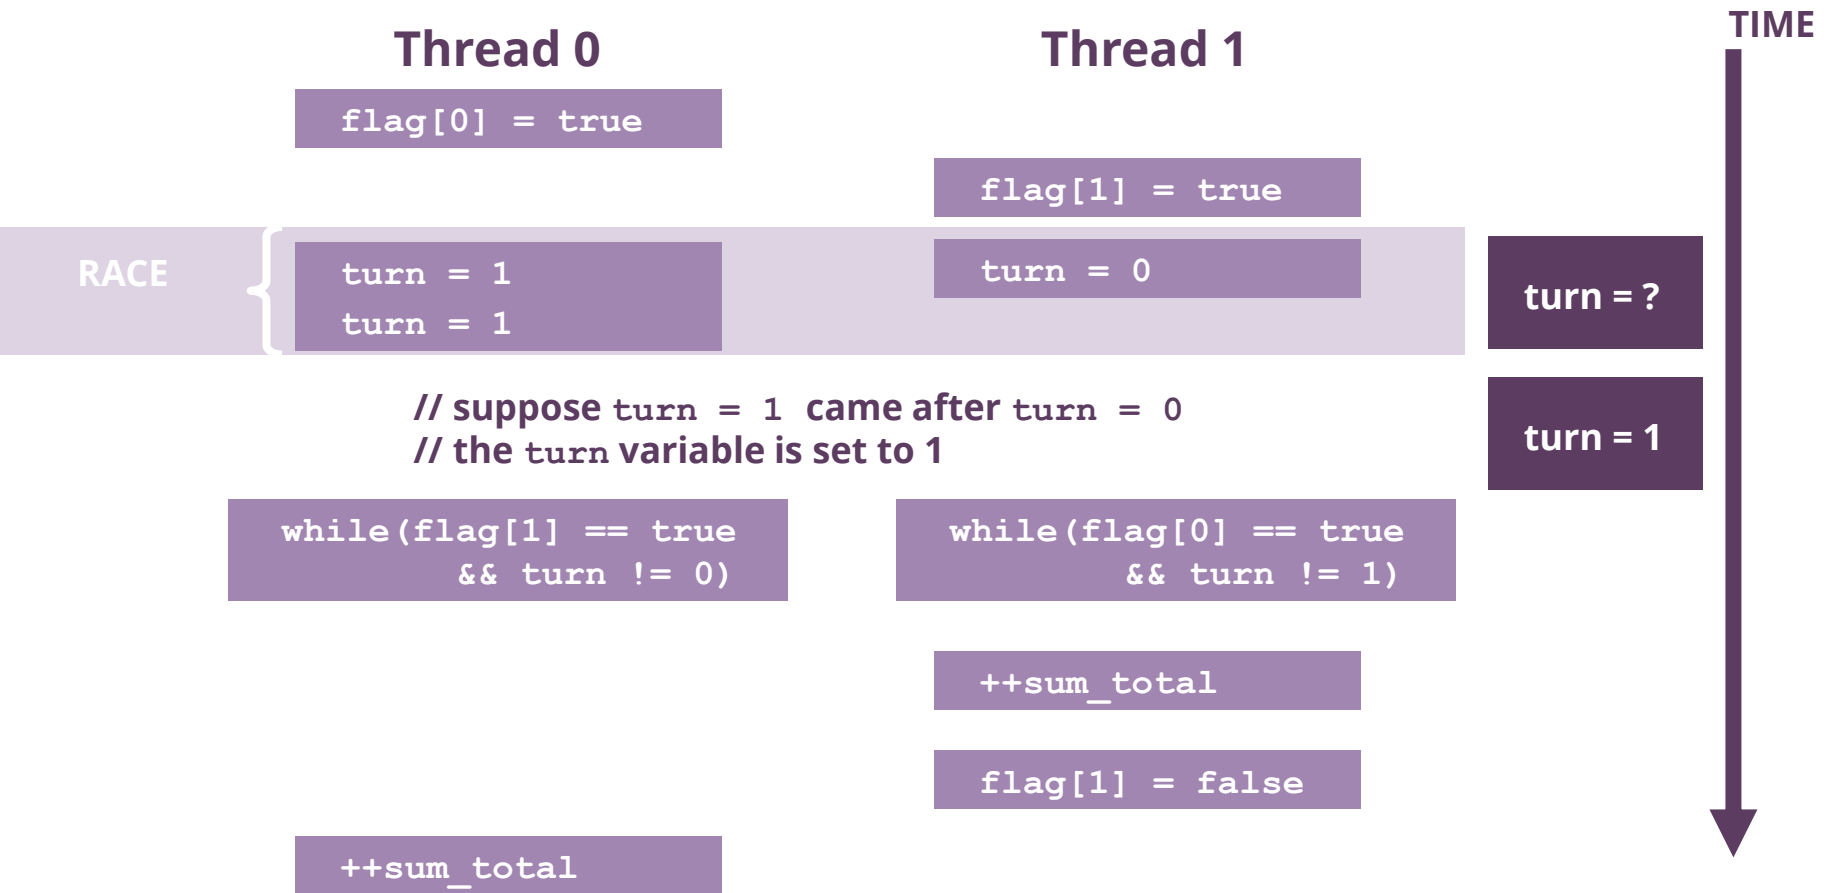 TIME
Thread 0
Thread 1
flag[0] = true
flag[1] = true
RACE
turn = 1
turn = 1
turn = 0
turn = ?
// suppose turn = 1 came after turn = 0
// the turn variable is set to 1
turn = 1
while(flag[1] == true
&& turn != 0)
while(flag[0] == true
&& turn != 1)
++sum_total
flag[1] = false
++sum_total